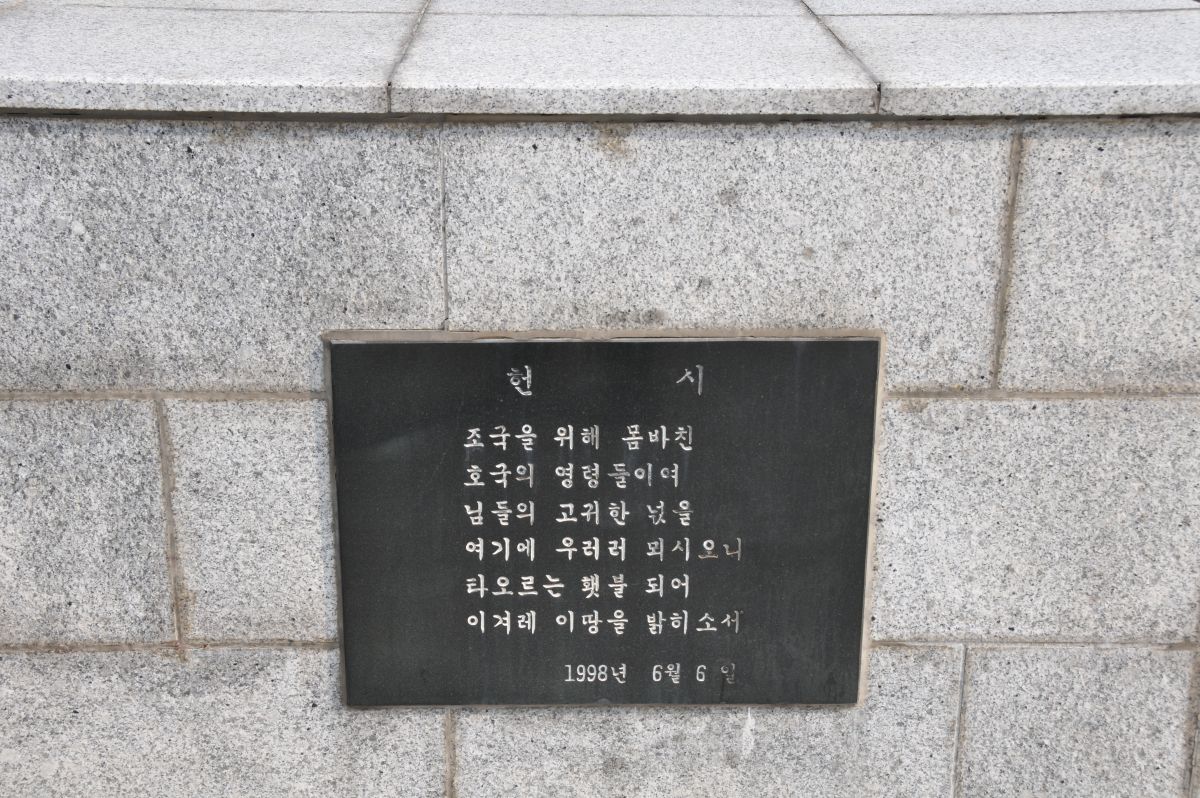 헌 시
조국을 위해 몸바친
호국의 영령들이여
님들의 고귀한 넋을
여기에 우러러 뫼시오니
타오르는 횃불 되어
이겨레 이땅을 밝히소서
1998년 6월 6일